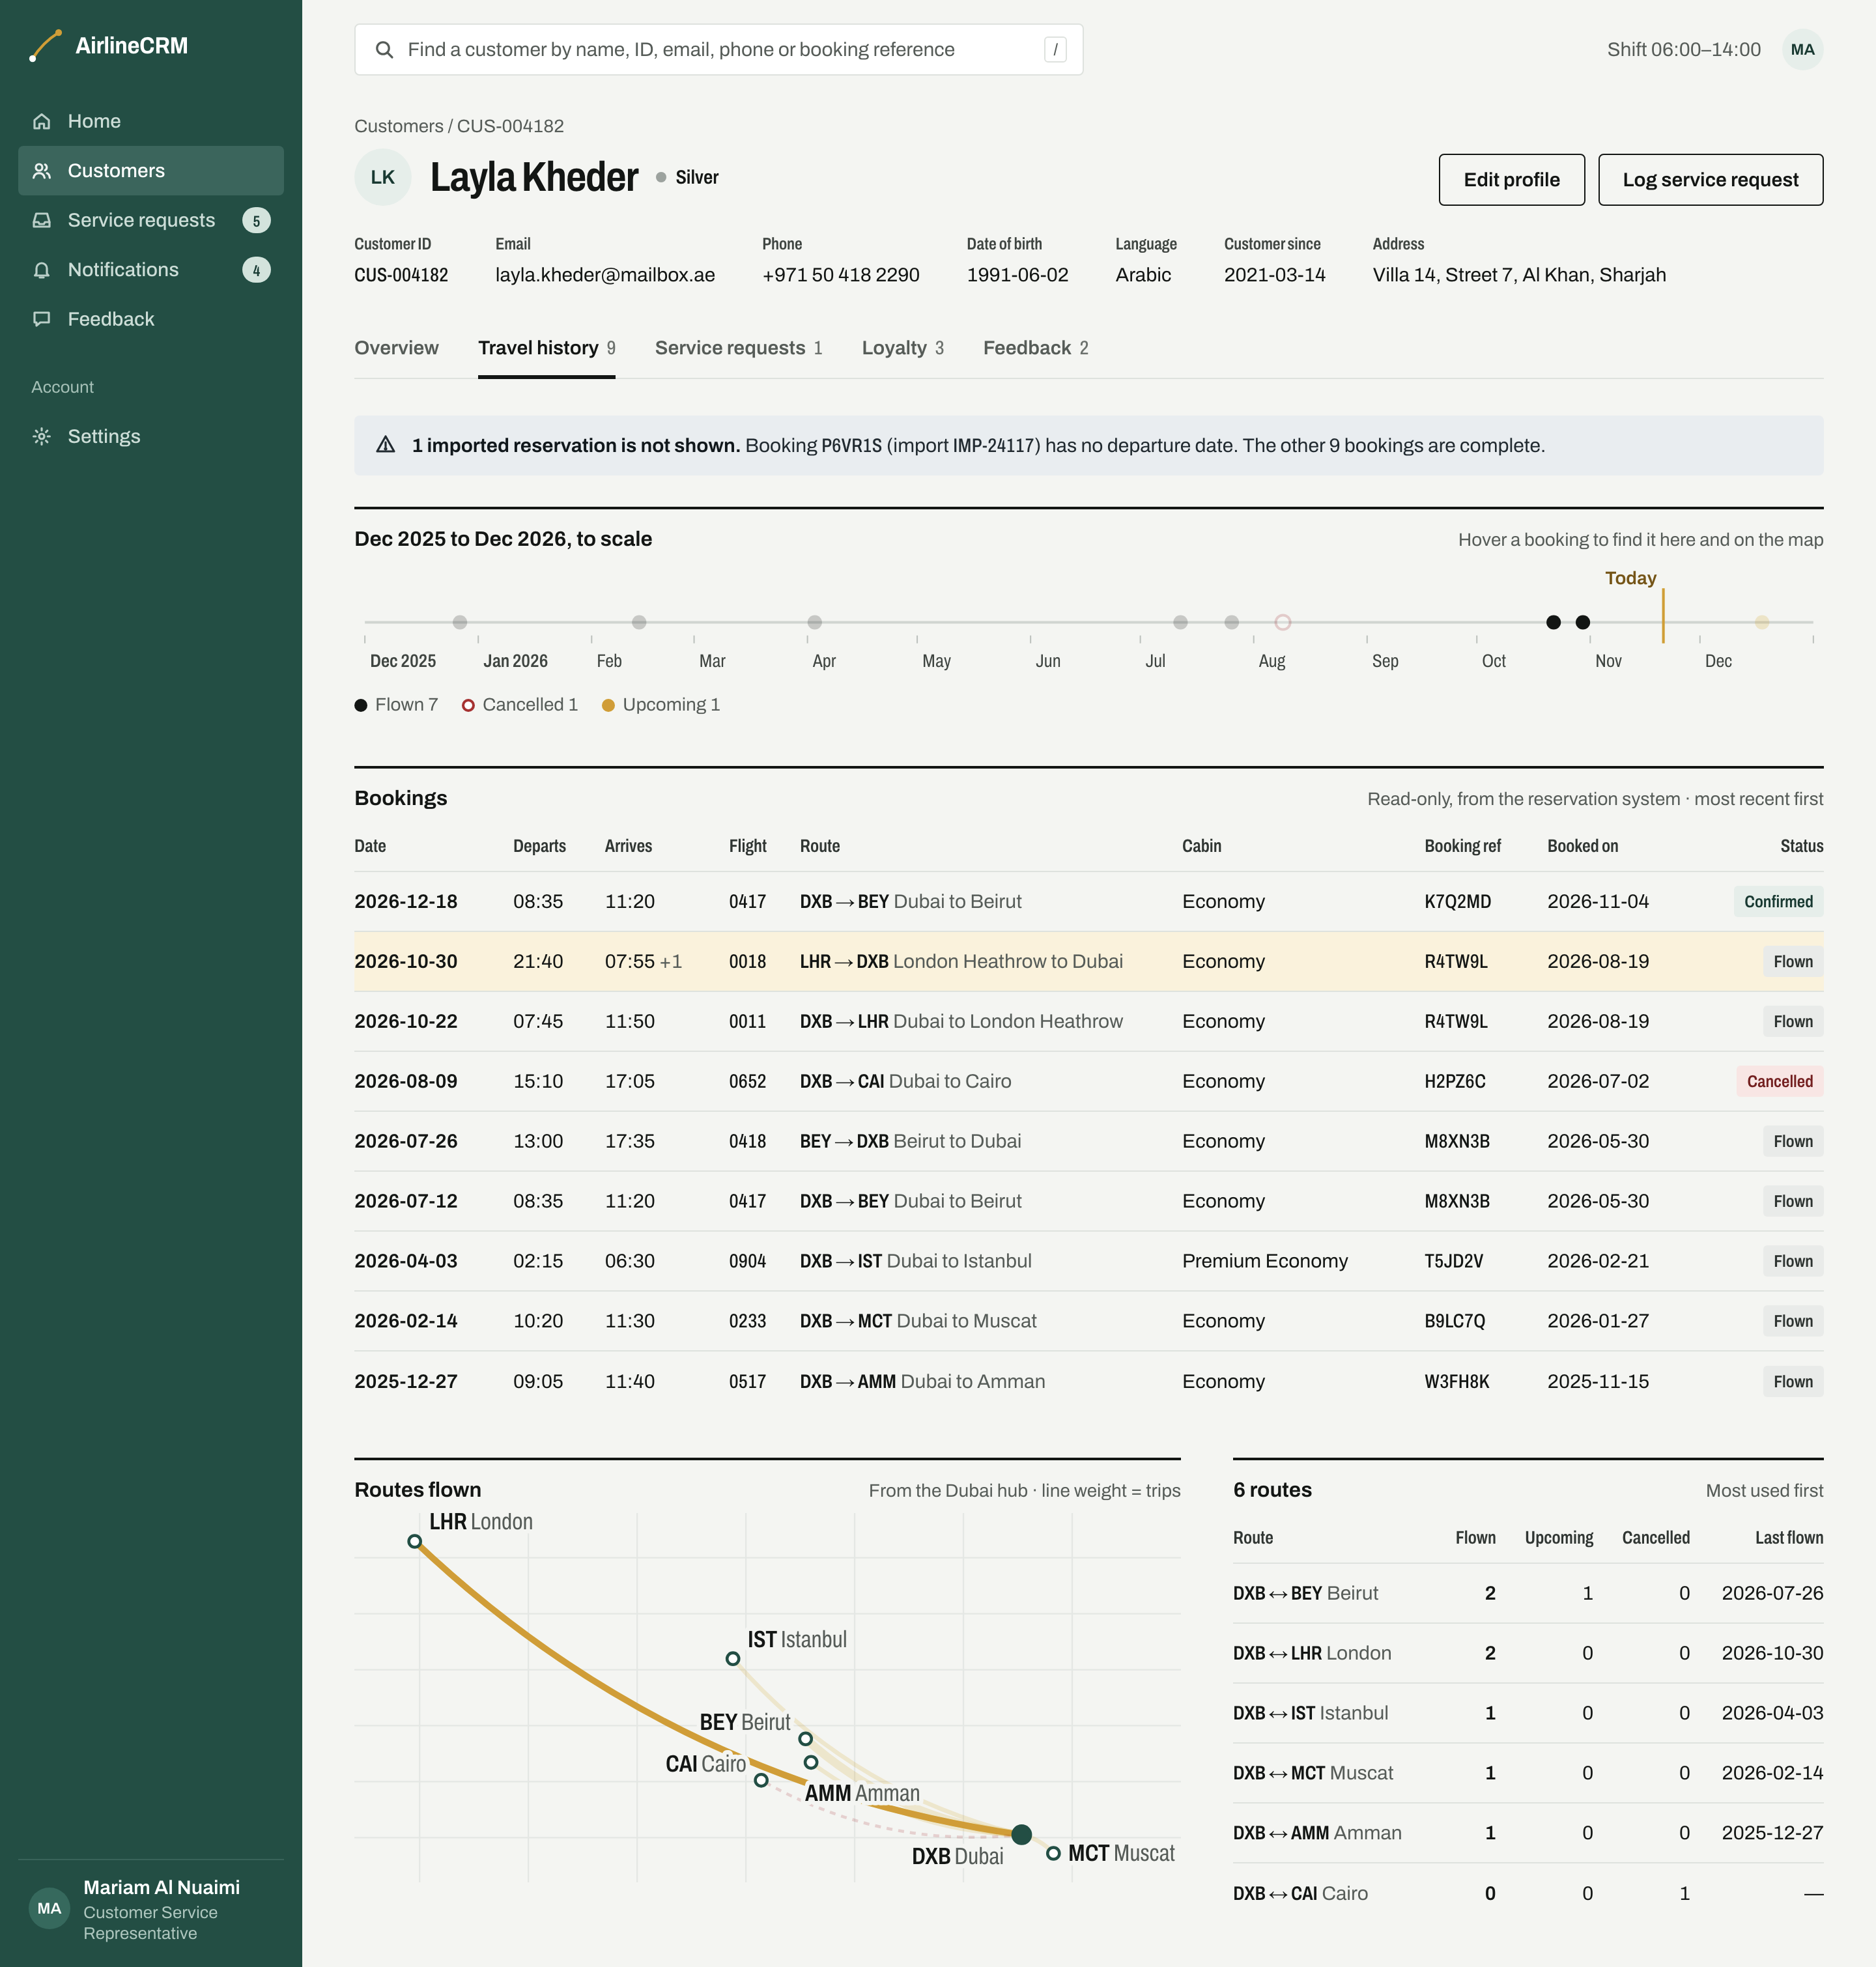 AirlineCRM
Home
Customers
Service requests 5
Notifications 4
Feedback
Account
Settings
Mariam Al Nuaimi
MA
Customer Service
Representative
Find a customer by name, ID, email, phone or booking reference /
Shift 06:00–14:00 MA
Customers / CUS-004182
LK Layla Kheder Silver
Edit profile Log service request
Customer ID Email Phone Date of birth Language Customer since Address
CUS-004182 layla.kheder@mailbox.ae +971 50 418 2290 1991-06-02 Arabic 2021-03-14 Villa 14, Street 7, Al Khan, Sharjah
Overview Travel history 9 Service requests 1 Loyalty 3 Feedback 2
1 imported reservation is not shown. Booking P6VR1S (import IMP-24117) has no departure date. The other 9 bookings are complete.
Dec 2025 to Dec 2026, to scale Hover a booking to find it here and on the map
Today
Dec 2025 Jan 2026 Feb Mar Apr May Jun Jul Aug Sep Oct Nov Dec
Flown 7 Cancelled 1 Upcoming 1
Bookings Read-only, from the reservation system · most recent first
Date Departs Arrives Flight Route Cabin Booking ref Booked on Status
2026-12-18 08:35 11:20 0417 DXB → BEY Dubai to Beirut Economy K7Q2MD 2026-11-04 Confirmed
2026-10-30 21:40 07:55 +1 0018 LHR → DXB London Heathrow to Dubai Economy R4TW9L 2026-08-19 Flown
2026-10-22 07:45 11:50 0011 DXB → LHR Dubai to London Heathrow Economy R4TW9L 2026-08-19 Flown
2026-08-09 15:10 17:05 0652 DXB → CAI Dubai to Cairo Economy H2PZ6C 2026-07-02 Cancelled
2026-07-26 13:00 17:35 0418 BEY → DXB Beirut to Dubai Economy M8XN3B 2026-05-30 Flown
2026-07-12 08:35 11:20 0417 DXB → BEY Dubai to Beirut Economy M8XN3B 2026-05-30 Flown
2026-04-03 02:15 06:30 0904 DXB → IST Dubai to Istanbul Premium Economy T5JD2V 2026-02-21 Flown
2026-02-14 10:20 11:30 0233 DXB → MCT Dubai to Muscat Economy B9LC7Q 2026-01-27 Flown
2025-12-27 09:05 11:40 0517 DXB → AMM Dubai to Amman Economy W3FH8K 2025-11-15 Flown
Routes flown From the Dubai hub · line weight = trips
LHR London
IST Istanbul
BEY Beirut
CAI Cairo
AMM Amman
DXB Dubai
MCT Muscat
6 routes Most used first
Route Flown Upcoming Cancelled Last flown
DXB ↔ BEY Beirut 2 1 0 2026-07-26
DXB ↔ LHR London 2 0 0 2026-10-30
DXB ↔ IST Istanbul 1 0 0 2026-04-03
DXB ↔ MCT Muscat 1 0 0 2026-02-14
DXB ↔ AMM Amman 1 0 0 2025-12-27
DXB ↔ CAI Cairo 0 0 1 —